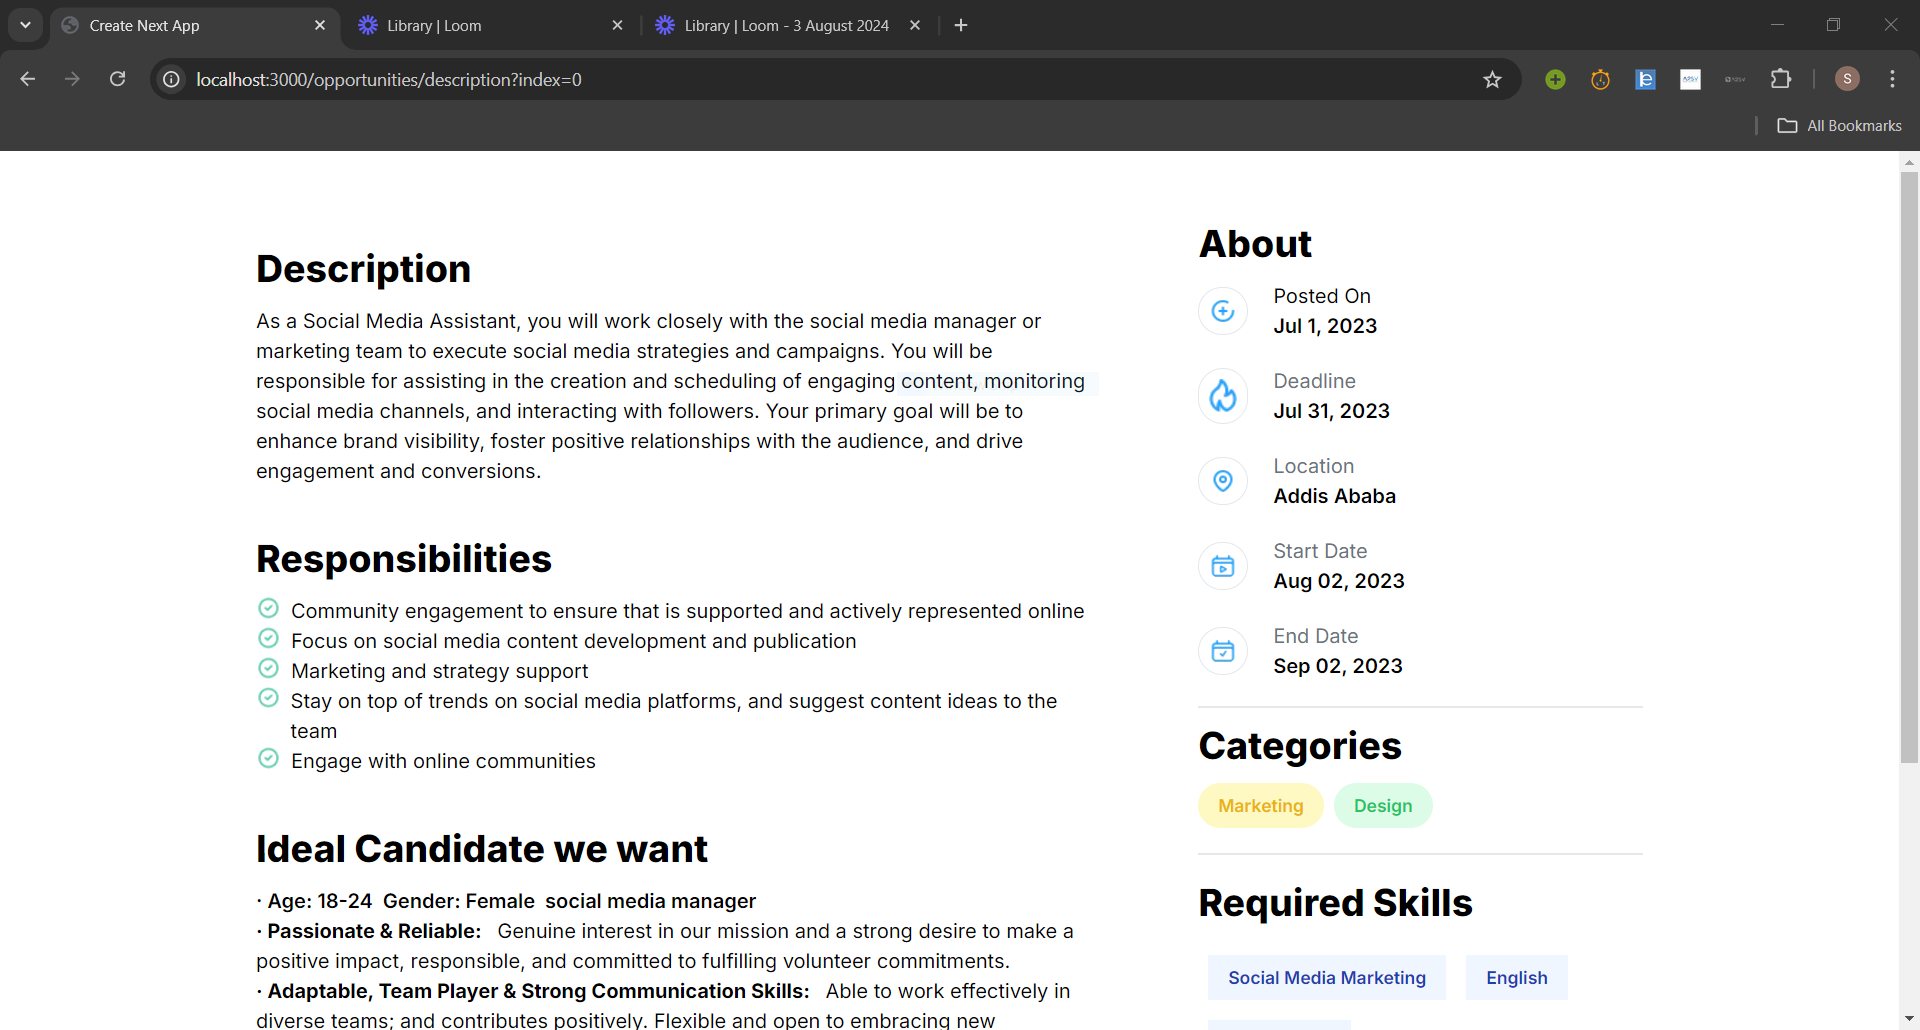 Create Next App
Library | Loom
Library | Loom - 3 August 2024
localhost:3000/opportunities/description?index=0
S
All Bookmarks
Description
As a Social Media Assistant, you will work closely with the social media manager or
marketing team to execute social media strategies and campaigns. You will be
responsible for assisting in the creation and scheduling of engaging content, monitoring
social media channels, and interacting with followers. Your primary goal will be to
enhance brand visibility, foster positive relationships with the audience, and drive
engagement and conversions.
Responsibilities
Community engagement to ensure that is supported and actively represented online
Focus on social media content development and publication
Marketing and strategy support
Stay on top of trends on social media platforms, and suggest content ideas to the
team
Engage with online communities
Ideal Candidate we want
· Age: 18-24 Gender: Female social media manager
· Passionate & Reliable: Genuine interest in our mission and a strong desire to make a
positive impact, responsible, and committed to fulfilling volunteer commitments.
· Adaptable, Team Player & Strong Communication Skills: Able to work effectively in
diverse teams; and contributes positively. Flexible and open to embracing new
About
Posted On
Jul 1, 2023
Deadline
Jul 31, 2023
Location
Addis Ababa
Start Date
Aug 02, 2023
End Date
Sep 02, 2023
Categories
Marketing
Design
Required Skills
Social Media Marketing
English